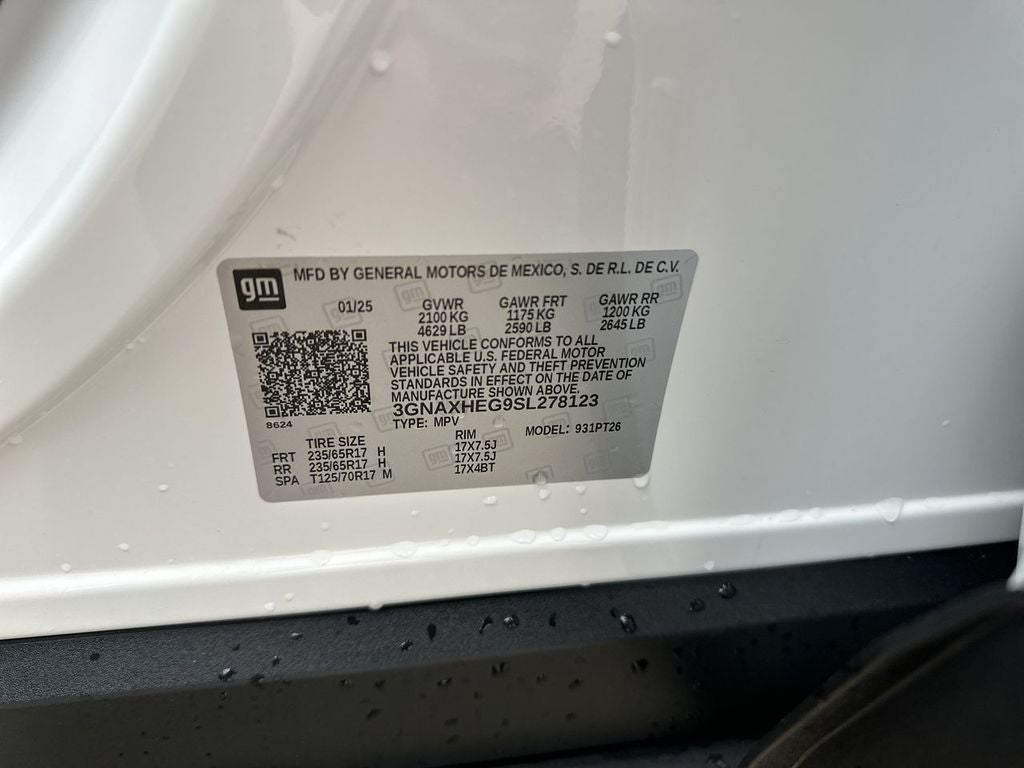 gm
MFD BY GENERAL MOTORS DE MEXICO, S. DE R.L. DE C.V.
01/25 GVWR GAWR FRT GAWR RR
2100 KG 1175 KG 1200 KG
4629 LB 2590 LB 2645 LB
THIS VEHICLE CONFORMS TO ALL
APPLICABLE U.S. FEDERAL MOTOR
VEHICLE SAFETY AND THEFT PREVENTION
STANDARDS IN EFFECT ON THE DATE OF
MANUFACTURE SHOWN ABOVE.
3GNAXHEG9SL278123
B624
TYPE: MPV MODEL: 931PT26
TIRE SIZE RIM
FRT 235/65R17 H 17X7.5J
RR 235/65R17 H 17X7.5J
SPA T125/70R17 M 17X4BT